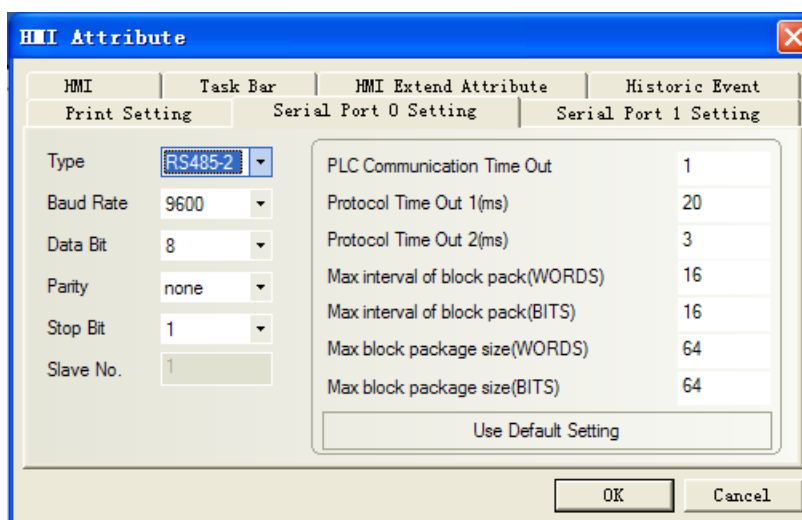 HMI Attribute
HMI Task Bar HMI Extend Attribute Historic Event
Print Setting Serial Port 0 Setting Serial Port 1 Setting
Type RS485-2
Baud Rate 9600
Data Bit 8
Parity none
Stop Bit 1
Slave No. 1
PLC Communication Time Out 1
Protocol Time Out 1(ms) 20
Protocol Time Out 2(ms) 3
Max interval of block pack(WORDS) 16
Max interval of block pack(BITS) 16
Max block package size(WORDS) 64
Max block package size(BITS) 64
Use Default Setting
OK Cancel